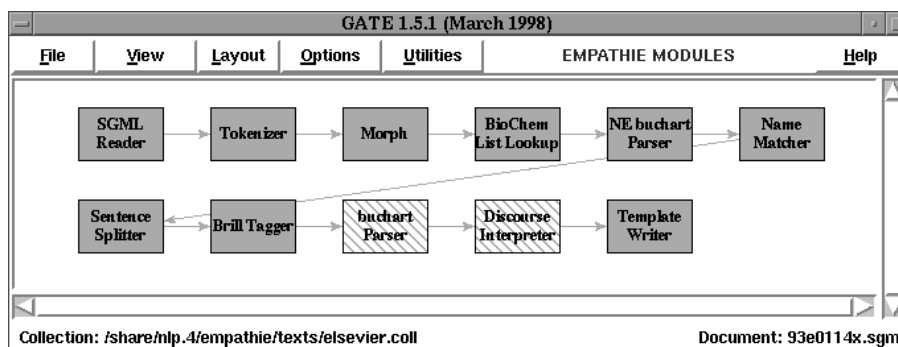 GATE 1.5.1 (March 1998)
File View Layout Options Utilities EMPATHIE MODULES Help
SGML
Reader
Tokenizer
Morph
BioChem
List Lookup
NE buchart
Parser
Name
Matcher
Sentence
Splitter
Brill Tagger
buchart
Parser
Discourse
Interpreter
Template
Writer
Collection: /share/nlp.4/empathie/texts/elsevier.coll
Document: 93e0114x.sgm